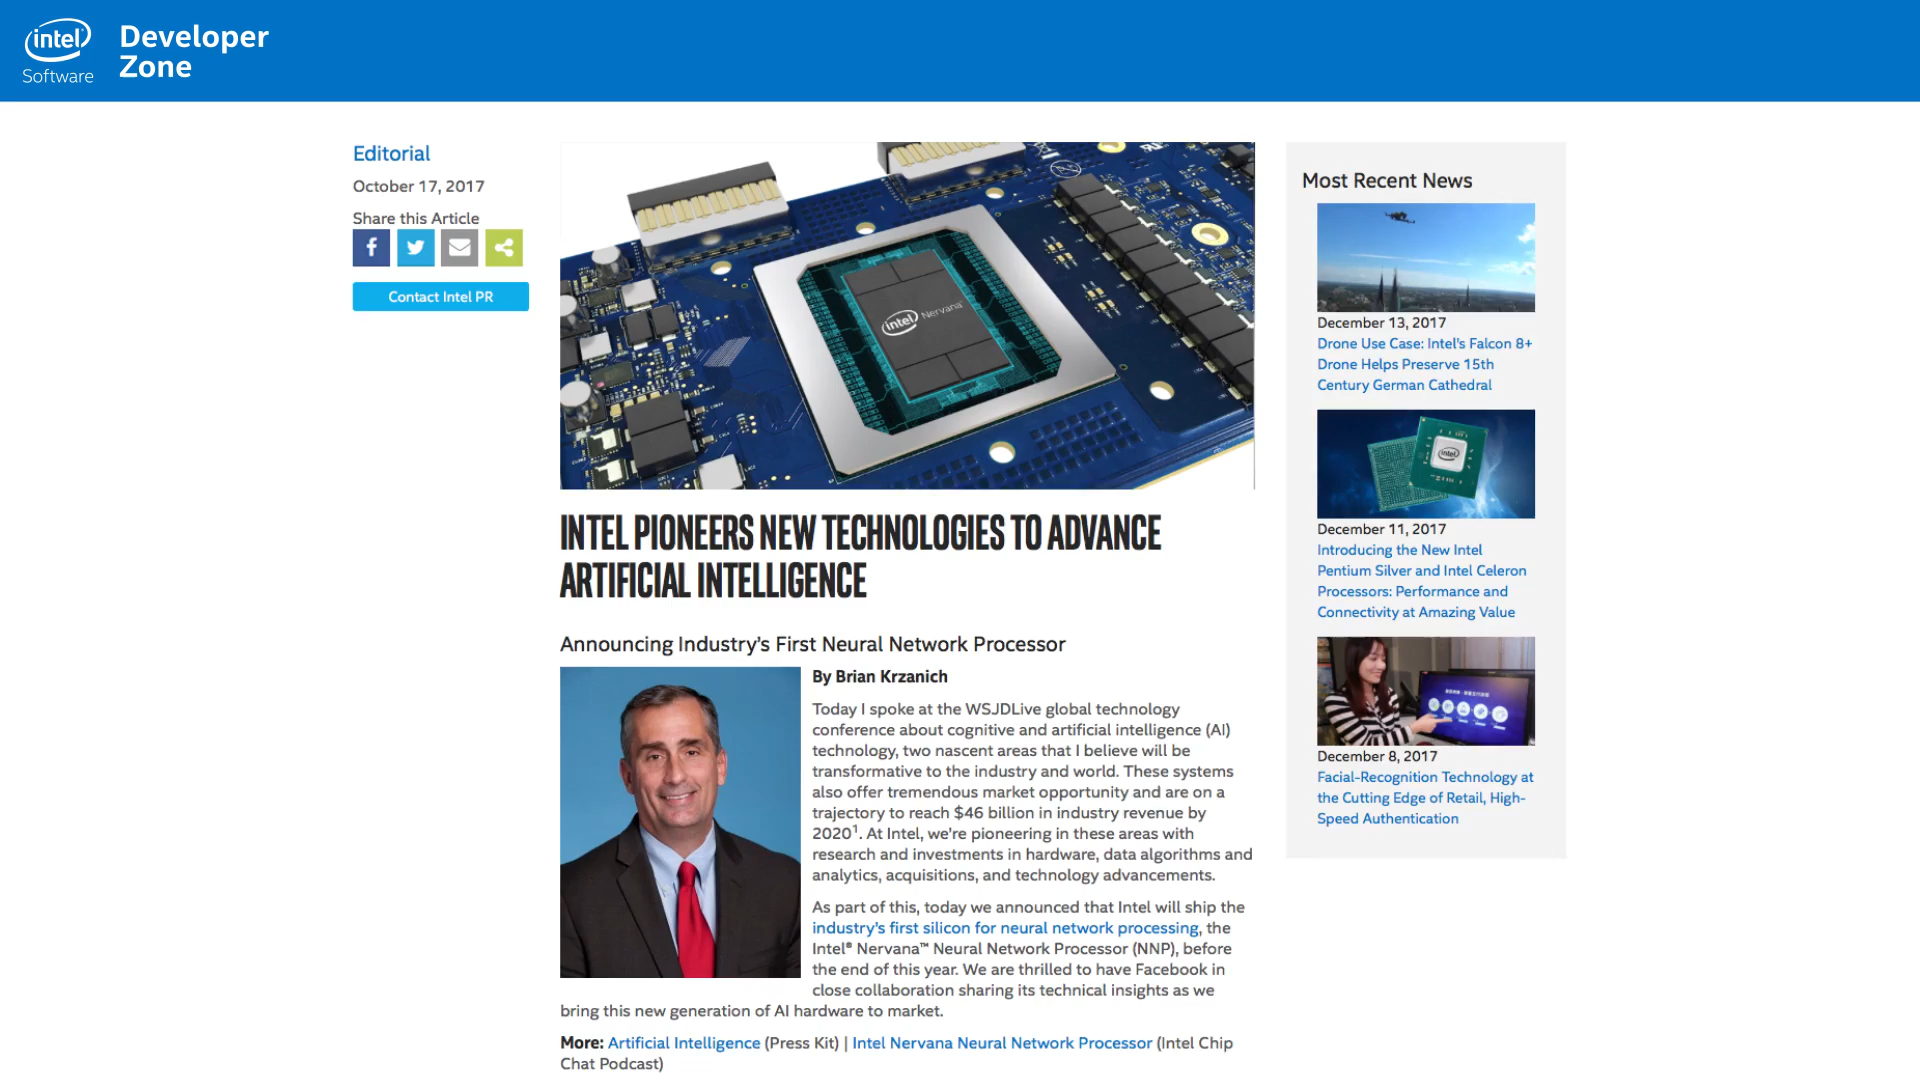 intel
Software
Developer
Zone
Editorial
October 17, 2017
Share this Article
Contact Intel PR
intel Nervana
INTEL PIONEERS NEW TECHNOLOGIES TO ADVANCE
ARTIFICIAL INTELLIGENCE
Announcing Industry's First Neural Network Processor
By Brian Krzanich
Today I spoke at the WSJDLive global technology
conference about cognitive and artificial intelligence (AI)
technology, two nascent areas that I believe will be
transformative to the industry and world. These systems
also offer tremendous market opportunity and are on a
trajectory to reach $46 billion in industry revenue by
2020¹. At Intel, we're pioneering in these areas with
research and investments in hardware, data algorithms and
analytics, acquisitions, and technology advancements.
As part of this, today we announced that Intel will ship the
industry's first silicon for neural network processing, the
Intel® Nervana™ Neural Network Processor (NNP), before
the end of this year. We are thrilled to have Facebook in
close collaboration sharing its technical insights as we
bring this new generation of AI hardware to market.
More: Artificial Intelligence (Press Kit) | Intel Nervana Neural Network Processor (Intel Chip
Chat Podcast)
Most Recent News
December 13, 2017
Drone Use Case: Intel's Falcon 8+
Drone Helps Preserve 15th
Century German Cathedral
intel
December 11, 2017
Introducing the New Intel
Pentium Silver and Intel Celeron
Processors: Performance and
Connectivity at Amazing Value
December 8, 2017
Facial-Recognition Technology at
the Cutting Edge of Retail, High-
Speed Authentication